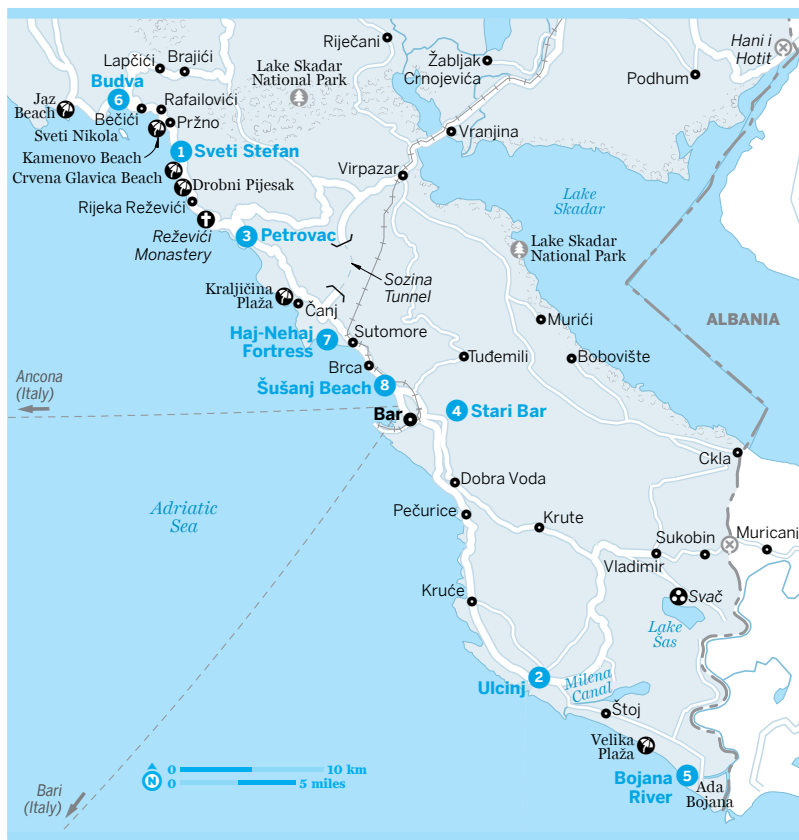 Riječani
Hani i
Hotit
Lapčići
Brajići
Lake Skadar
National Park
Žabljak
Crnojevića
Podhum
Budva
6
Jaz
Beach
Rafailovići
Bečići
Sveti Nikola
Pržno
Vranjina
Kamenovo Beach
1 Sveti Stefan
Crvena Glavica Beach
Drobni Pijesak
Virpazar
Lake
Skadar
Rijeka Reževići
Reževići
Monastery
3 Petrovac
Lake Skadar
National Park
Sozina
Tunnel
Kraljičina
Plaža
Čanj
Murići
ALBANIA
Haj-Nehaj
Fortress
7
Sutomore
Tuđemili
Bobovište
Brca
Ancona
(Italy)
Šušanj Beach
8
Bar
4 Stari Bar
Ckla
Dobra Voda
Adriatic
Sea
Pečurice
Krute
Sukobin
Muricani
Vladimir
Kruće
Svač
Lake
Šas
Ulcinj
2
Milena
Canal
Štoj
Velika
Plaža
Bojana
River
5
Ada
Bojana
N
0 10 km
0 5 miles
Bari
(Italy)